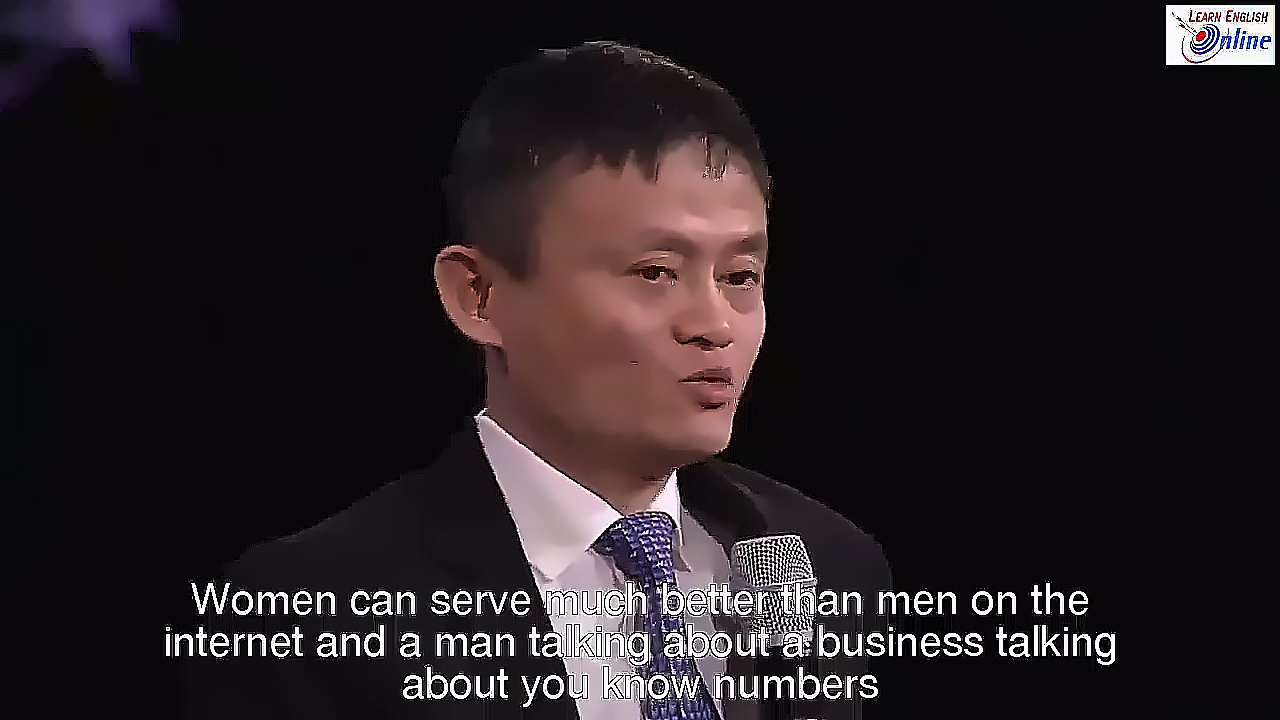 LEARN ENGLISH
Online
Women can serve much better than men on the
internet and a man talking about a business talking
about you know numbers